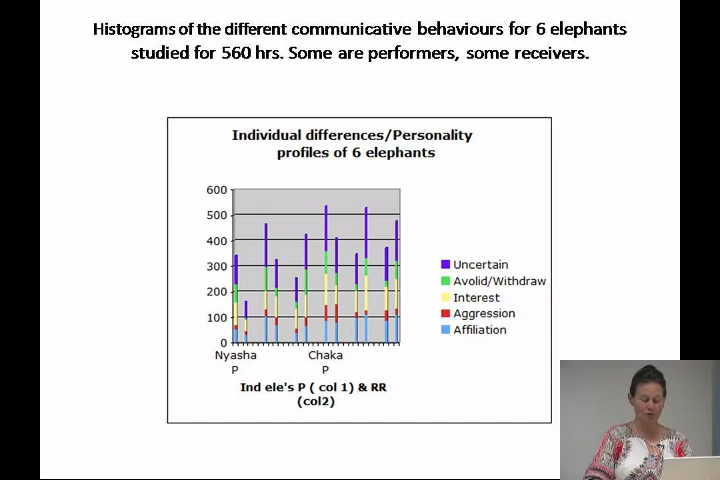 Histograms of the different communicative behaviours for 6 elephants
studied for 560 hrs. Some are performers, some receivers.
Individual differences/Personality
profiles of 6 elephants
600
500
400
300
200
100
0
Nyasha
P
Chaka
P
Ind ele's P ( col 1) & RR
(col2)
Uncertain
Avolid/Withdraw
Interest
Aggression
Affiliation